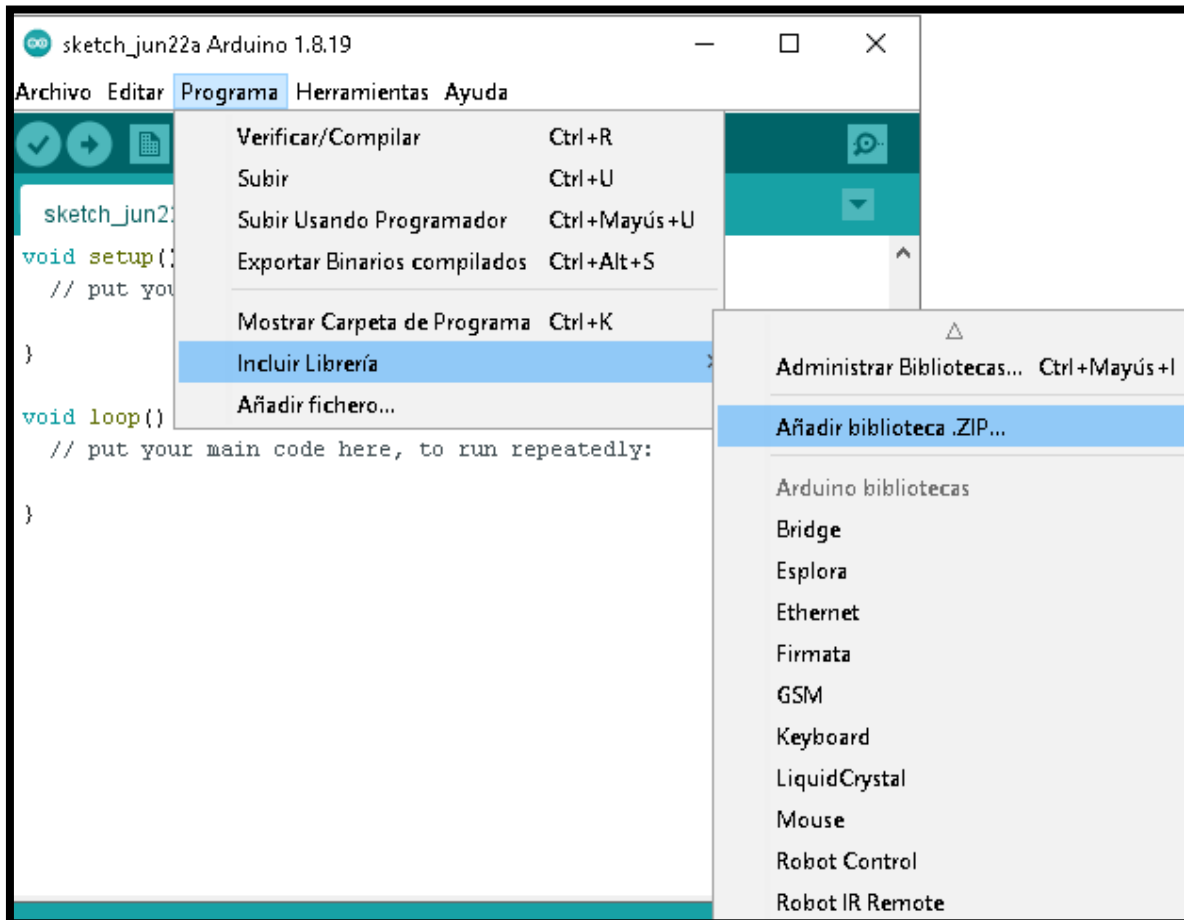 sketch_jun22a Arduino 1.8.19
Archivo Editar Programa Herramientas Ayuda
Verificar/Compilar Ctrl+R
Subir Ctrl+U
Subir Usando Programador Ctrl+Mayús+U
Exportar Binarios compilados Ctrl+Alt+S
Mostrar Carpeta de Programa Ctrl+K
Incluir Librería
Añadir fichero...
sketch_jun2
void setup()
// put you
}
void loop()
// put your main code here, to run repeatedly:
}
Administrar Bibliotecas... Ctrl+Mayús+I
Añadir biblioteca .ZIP...
Arduino bibliotecas
Bridge
Esplora
Ethernet
Firmata
GSM
Keyboard
LiquidCrystal
Mouse
Robot Control
Robot IR Remote